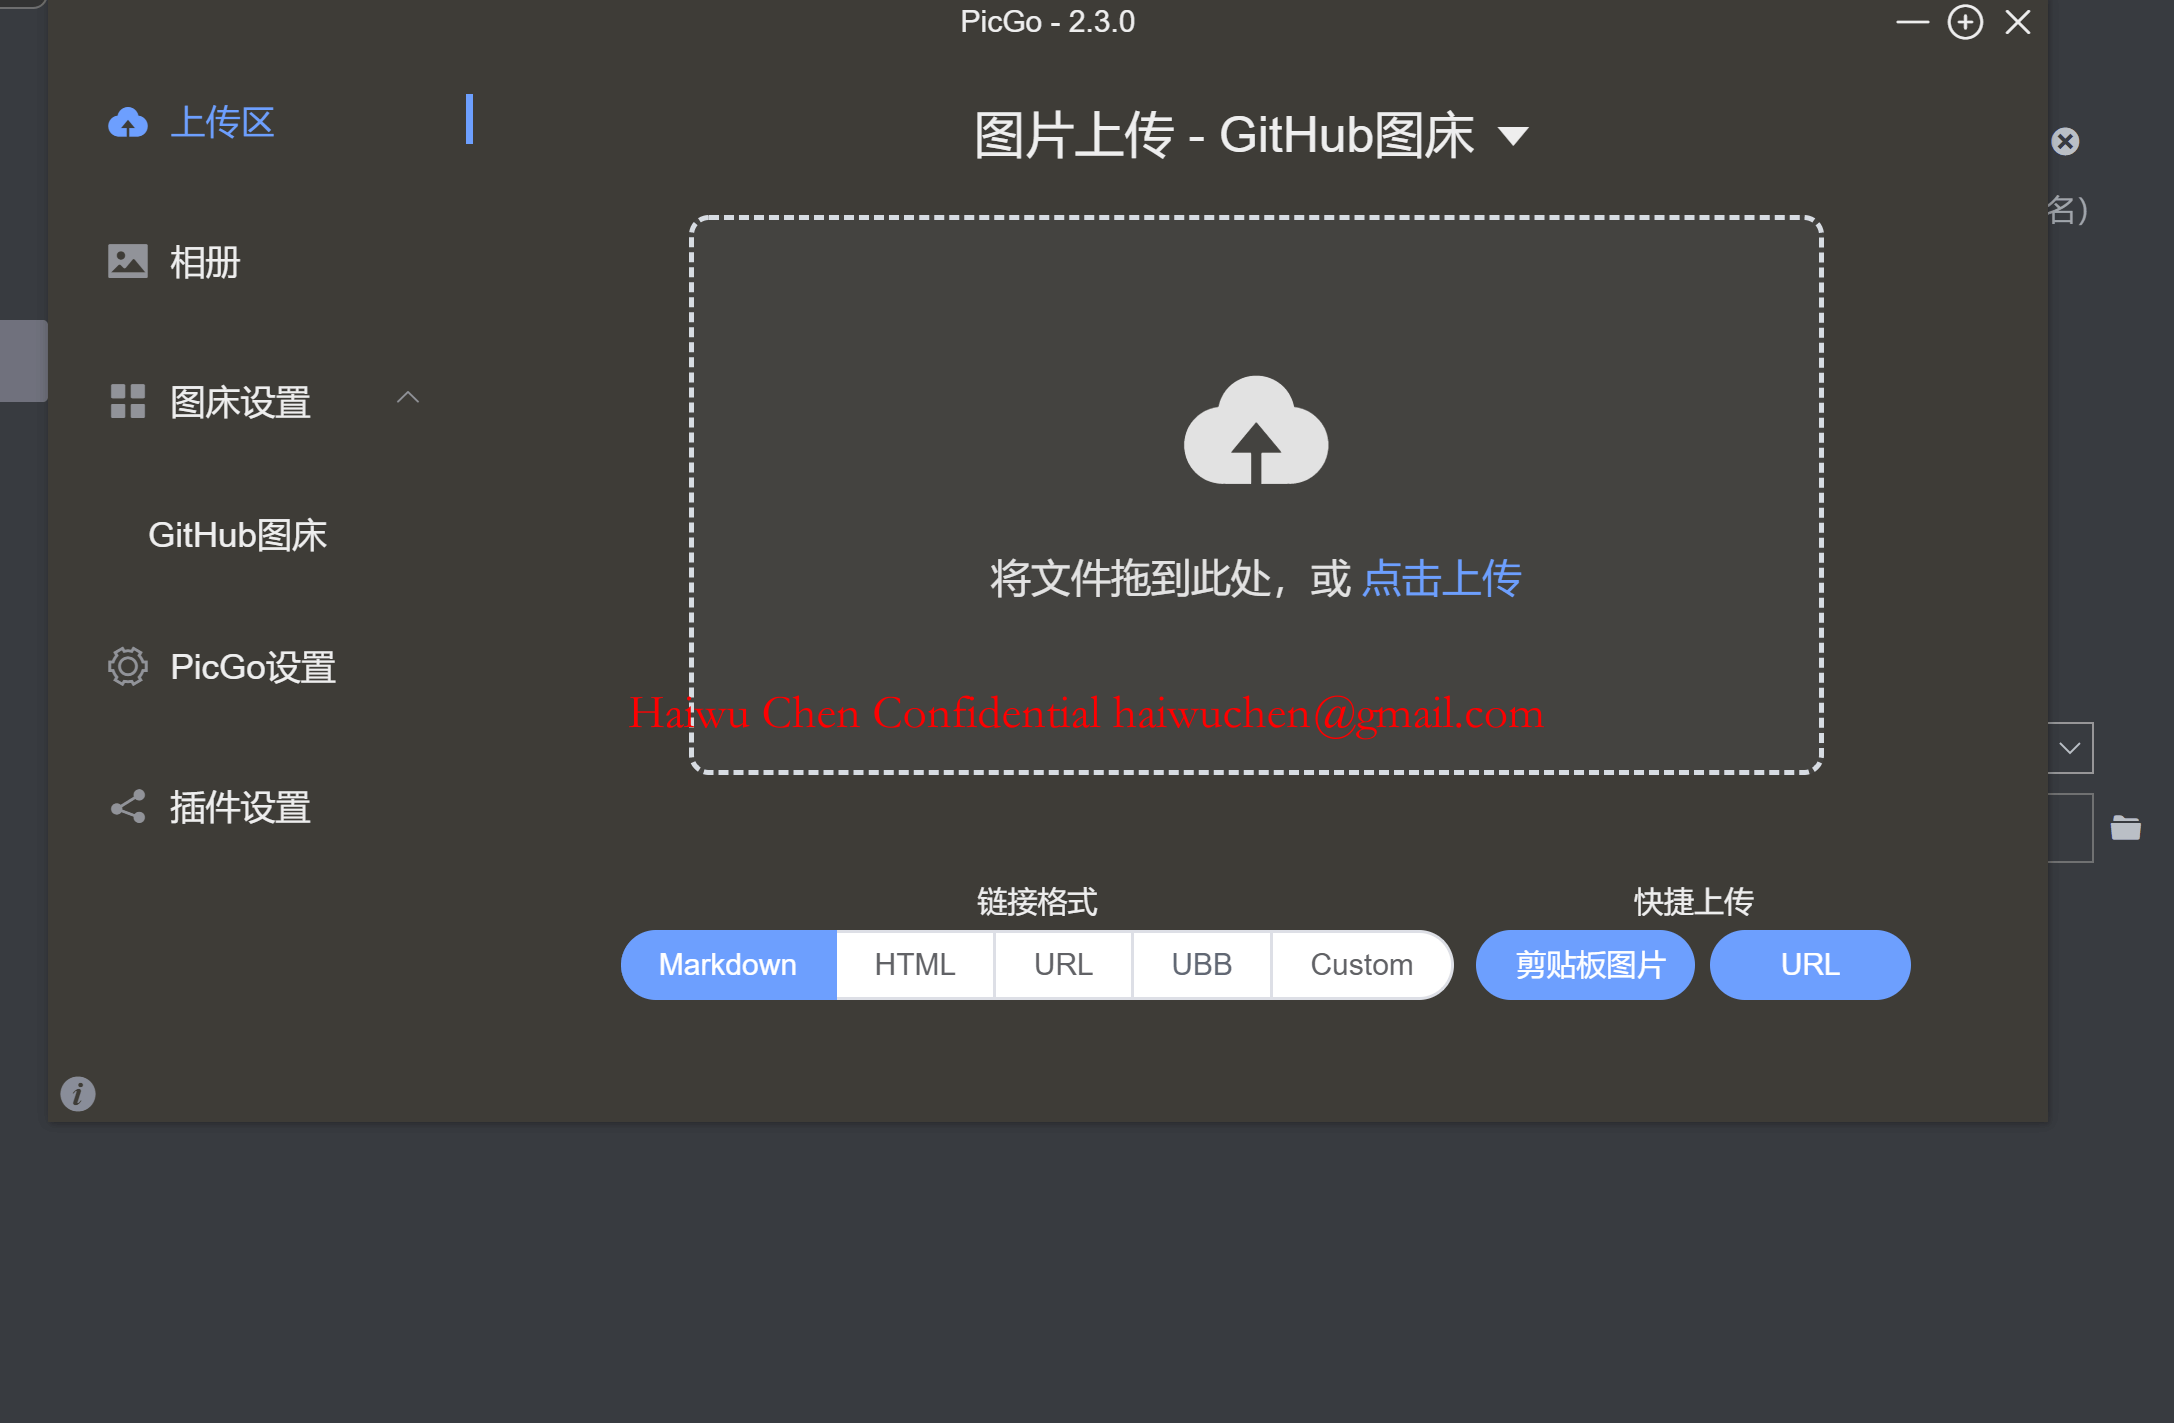 PicGo - 2.3.0
上传区
图片上传 - GitHub图床
名)
相册
图床设置
GitHub图床
将文件拖到此处，或 点击上传
PicGo设置
Haiwu Chen Confidential haiwuchen@gmail.com
插件设置
链接格式
快捷上传
Markdown
HTML
URL
UBB
Custom
剪贴板图片
URL